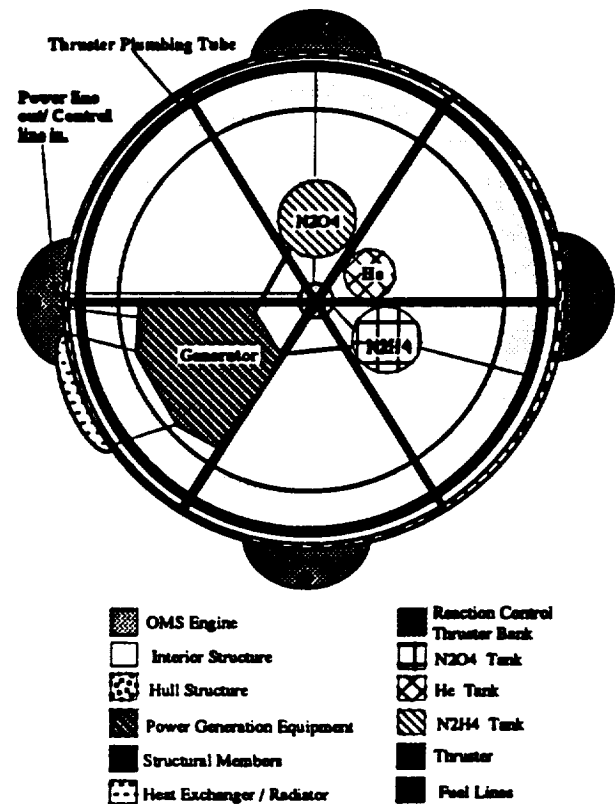 Thruster Plumbing Tube
Power line
out/ Control
line in.
N2O4
He
N2H4
Generator
OMS Engine
Interior Structure
Hull Structure
Power Generation Equipment
Structural Members
Heat Exchanger / Radiator
Reaction Control
Thruster Bank
N2O4 Tank
He Tank
N2H4 Tank
Thruster
Fuel Lines